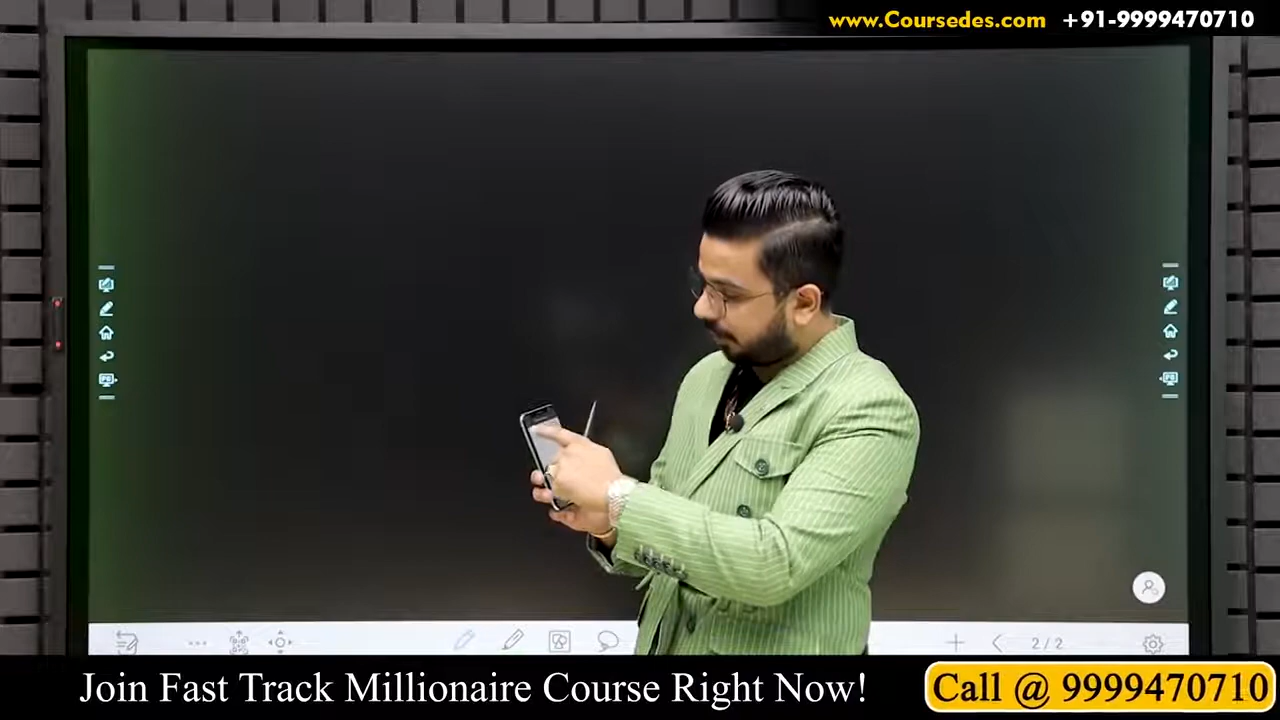 www.Coursedes.com +91-9999470710
2/2
Join Fast Track Millionaire Course Right Now!
Call @ 9999470710